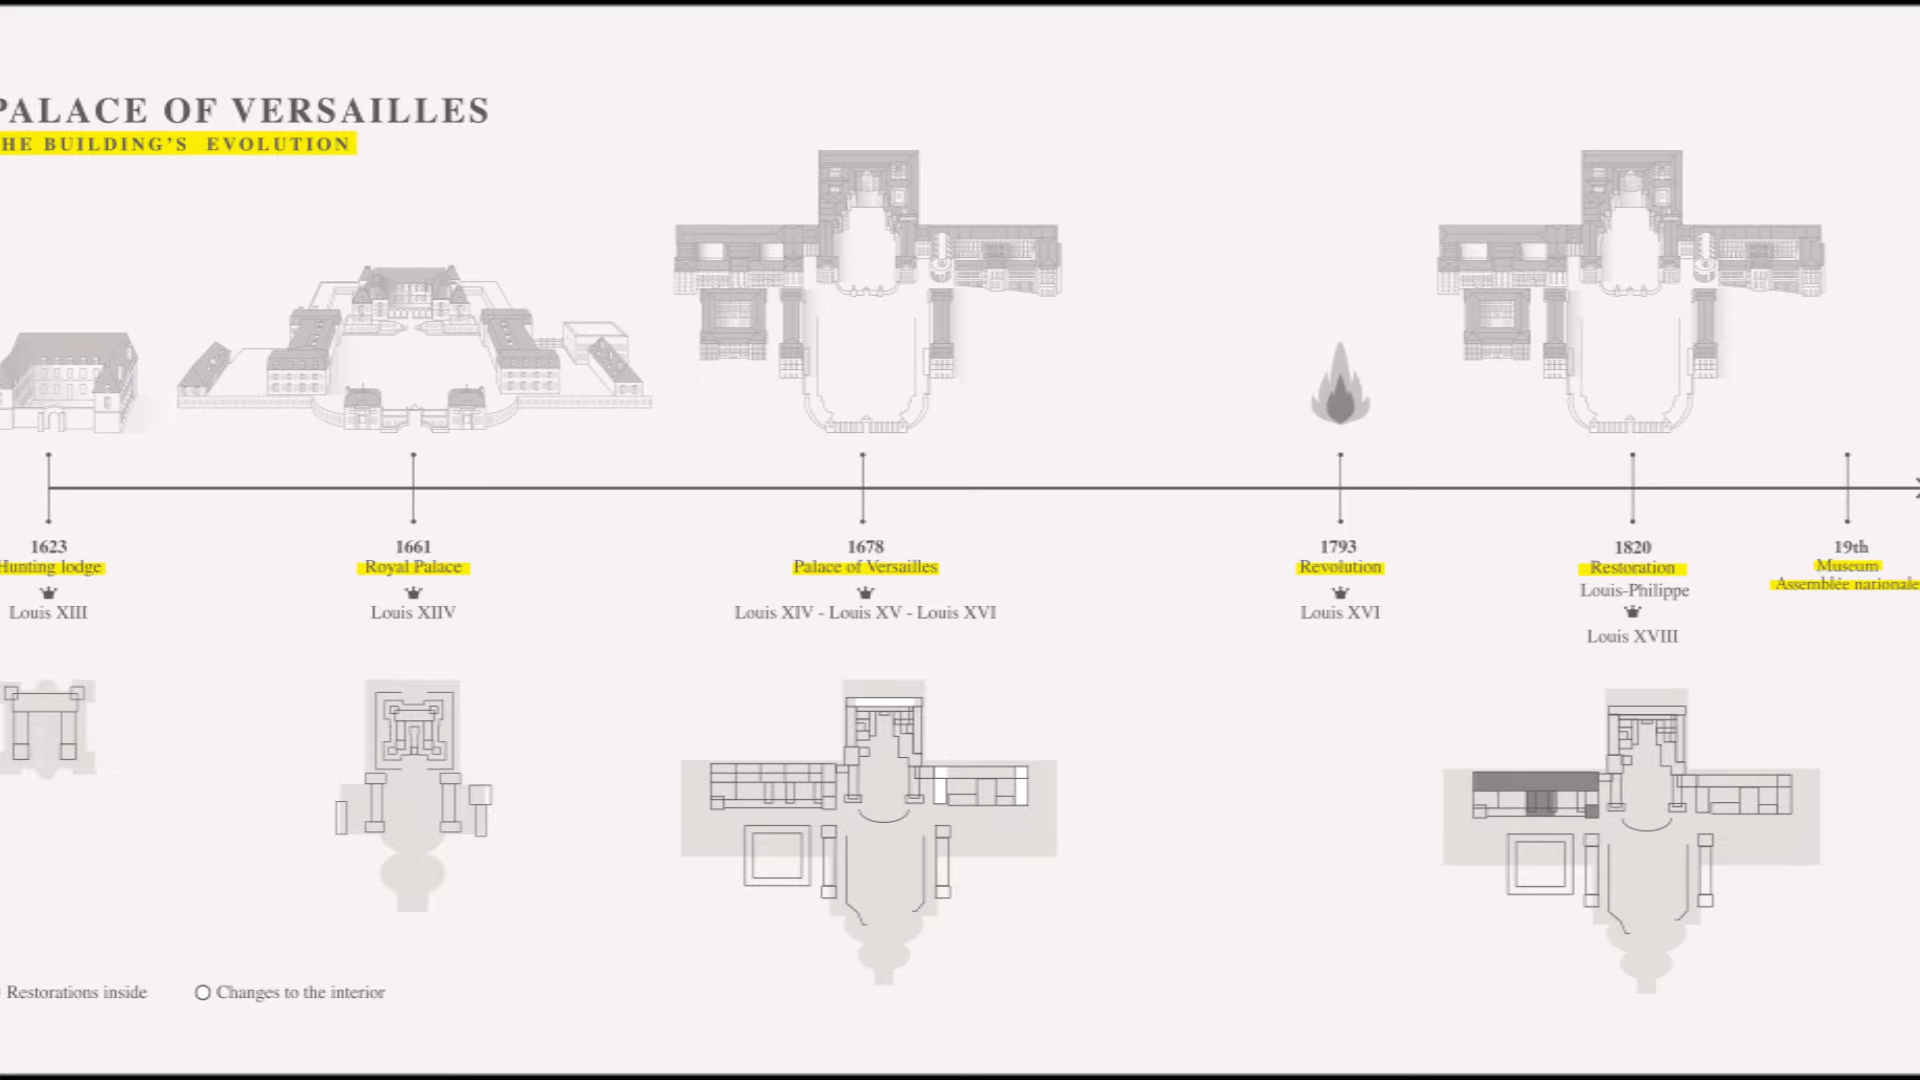 PALACE OF VERSAILLES
HE BUILDING'S EVOLUTION
1623
Hunting lodge
Louis XIII
1661
Royal Palace
Louis XIIV
1678
Palace of Versailles
Louis XIV - Louis XV - Louis XVI
1793
Revolution
Louis XVI
1820
Restoration
Louis-Philippe
Louis XVIII
19th
Museum
Assemblée nationale
Restorations inside
Changes to the interior